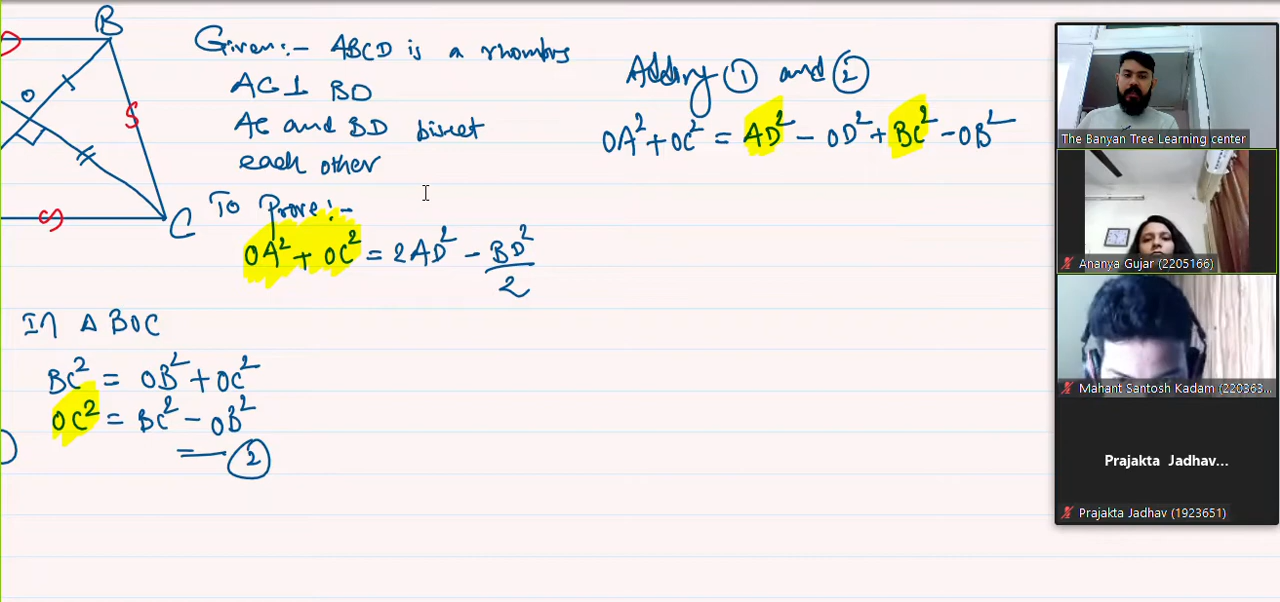 B
O
C
Given:- ABCD is a rhombus
AC⊥ BD
AC and BD bisect
each other
To Prove:-
OA² + OC² = 2AD² - BD²/2
In △ BOC
BC² = OB² + OC²
OC² = BC² - OB²
= — ②
Adding ① and ②
OA² + OC² = AD² - OD² + BC² - OB²
The Banyan Tree Learning center
Ananya Gujar (2205166)
Mahant Santosh Kadam (220363...
Prajakta Jadhav...
Prajakta Jadhav (1923651)